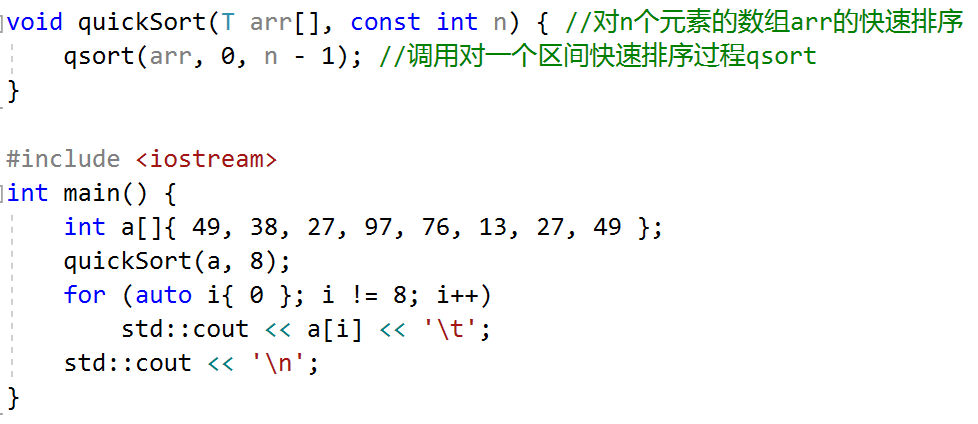 void quickSort(T arr[], const int n) { //对n个元素的数组arr的快速排序
    qsort(arr, 0, n - 1); //调用对一个区间快速排序过程qsort
}

#include <iostream>
int main() {
    int a[]{ 49, 38, 27, 97, 76, 13, 27, 49 };
    quickSort(a, 8);
    for (auto i{ 0 }; i != 8; i++)
        std::cout << a[i] << '\t';
    std::cout << '\n';
}